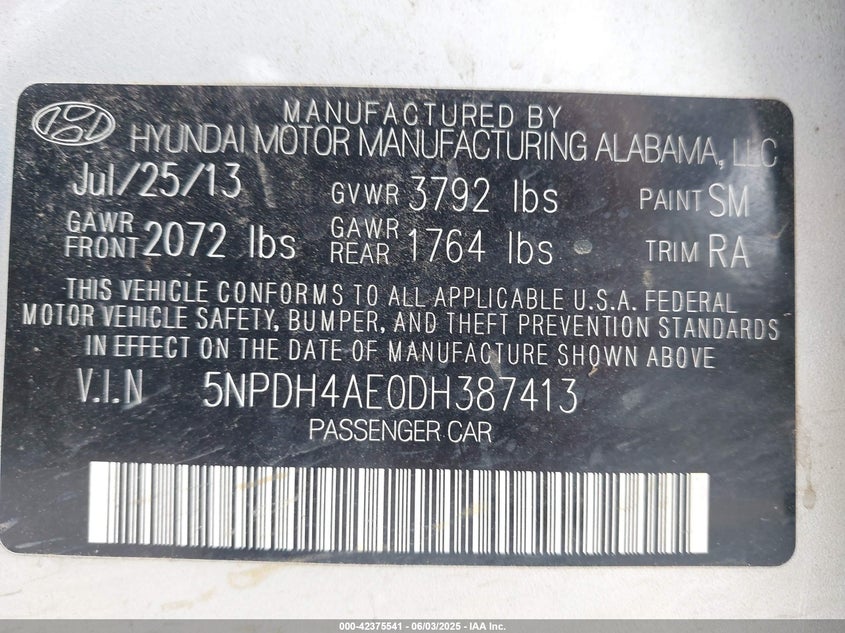 MANUFACTURED BY
HYUNDAI MOTOR MANUFACTURING ALABAMA, LLC
Jul/25/13 GVWR 3792 lbs PAINT SM
GAWR FRONT 2072 lbs GAWR REAR 1764 lbs TRIM RA
THIS VEHICLE CONFORMS TO ALL APPLICABLE U.S.A. FEDERAL
MOTOR VEHICLE SAFETY, BUMPER, AND THEFT PREVENTION STANDARDS
IN EFFECT ON THE DATE OF MANUFACTURE SHOWN ABOVE
V.I.N 5NPDH4AE0DH387413
PASSENGER CAR
000-42375541 - 06/03/2025 - IAA Inc.